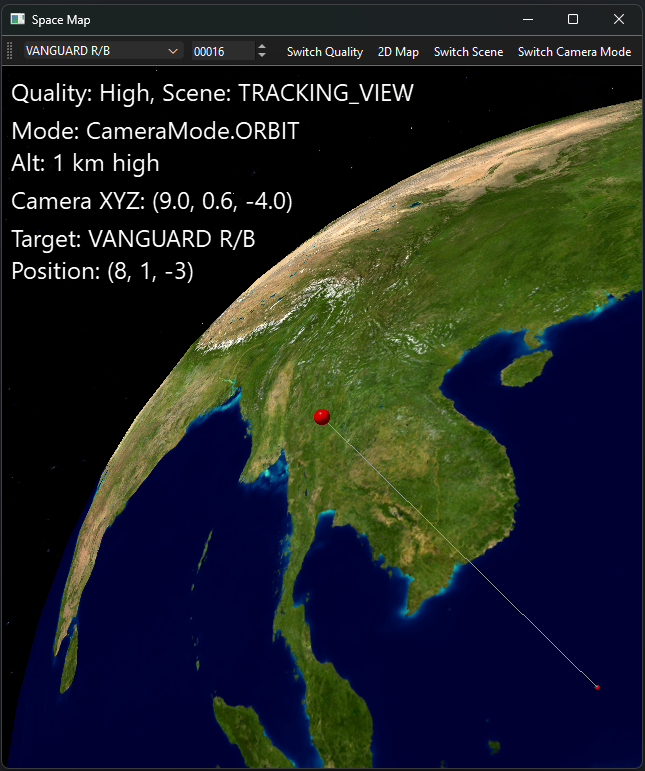 Space Map
VANGUARD R/B 00016 Switch Quality 2D Map Switch Scene Switch Camera Mode
Quality: High, Scene: TRACKING_VIEW
Mode: CameraMode.ORBIT
Alt: 1 km high
Camera XYZ: (9.0, 0.6, -4.0)
Target: VANGUARD R/B
Position: (8, 1, -3)